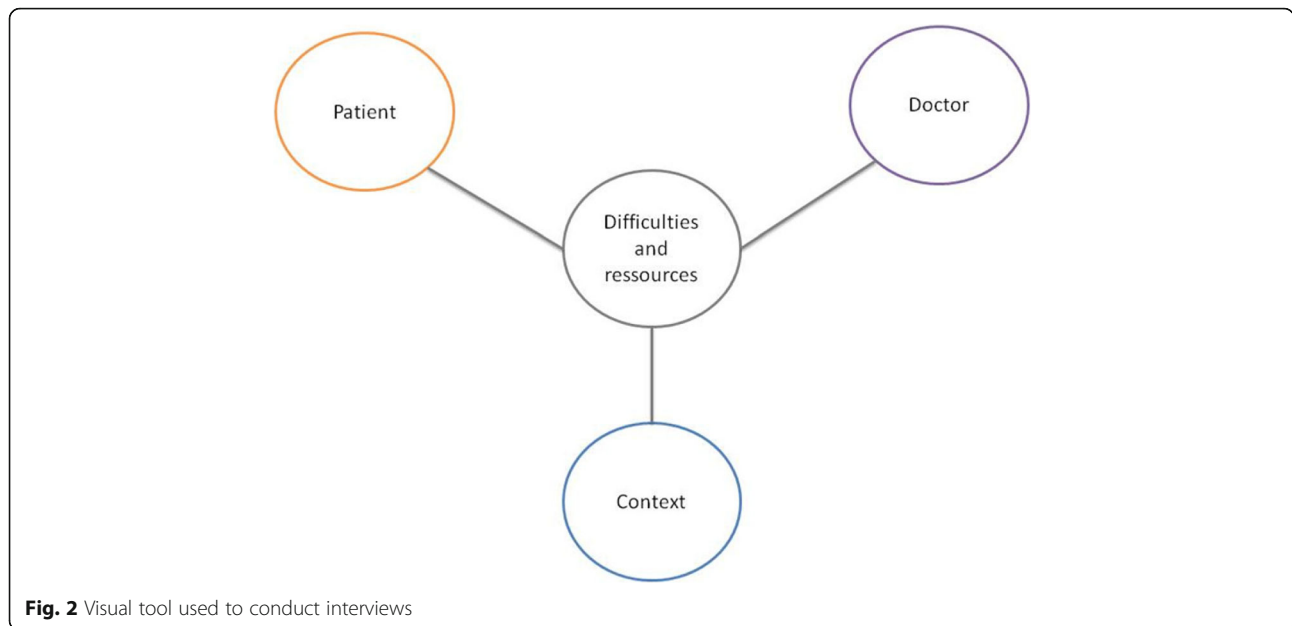 Patient
Doctor
Difficulties
and
ressources
Context
Fig. 2 Visual tool used to conduct interviews